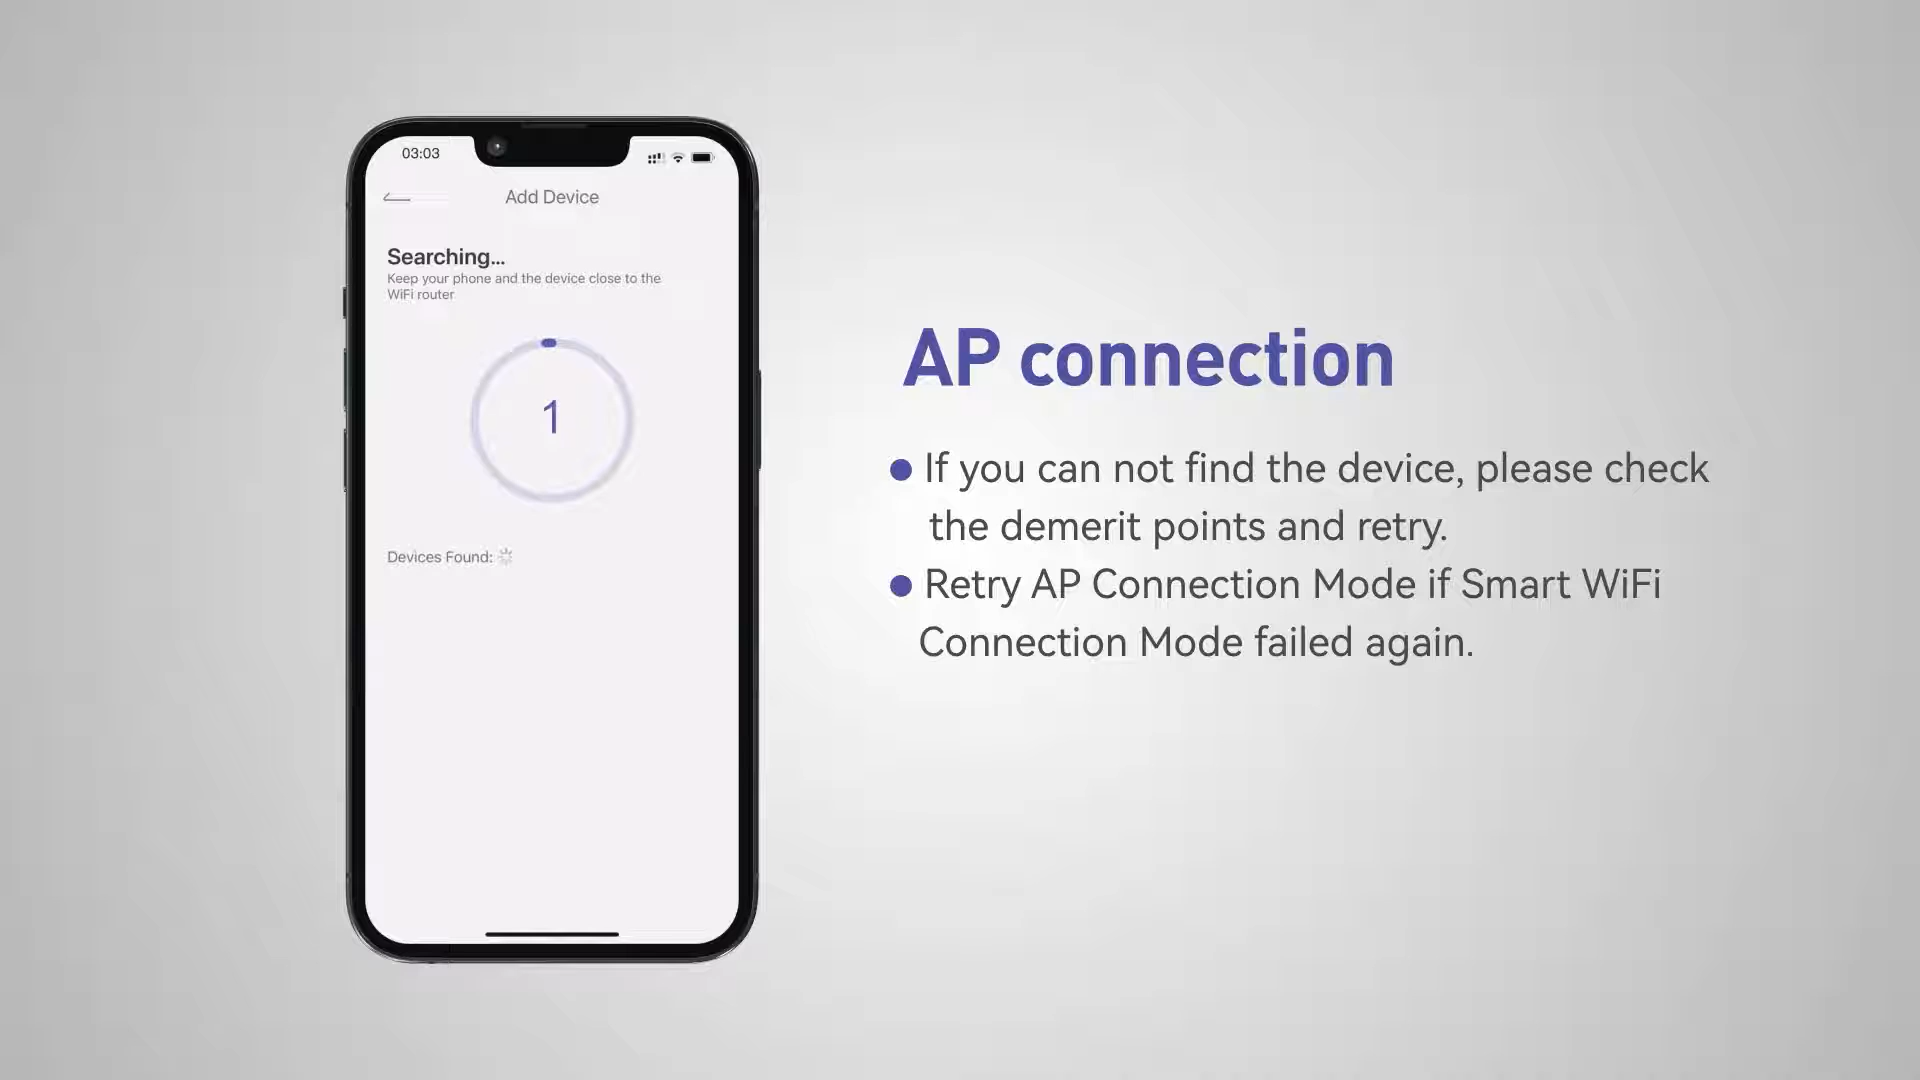 03:03
Add Device
Searching...
Keep your phone and the device close to the
WiFi router
1
Devices Found:
AP connection
If you can not find the device, please check
the demerit points and retry.
Retry AP Connection Mode if Smart WiFi
Connection Mode failed again.